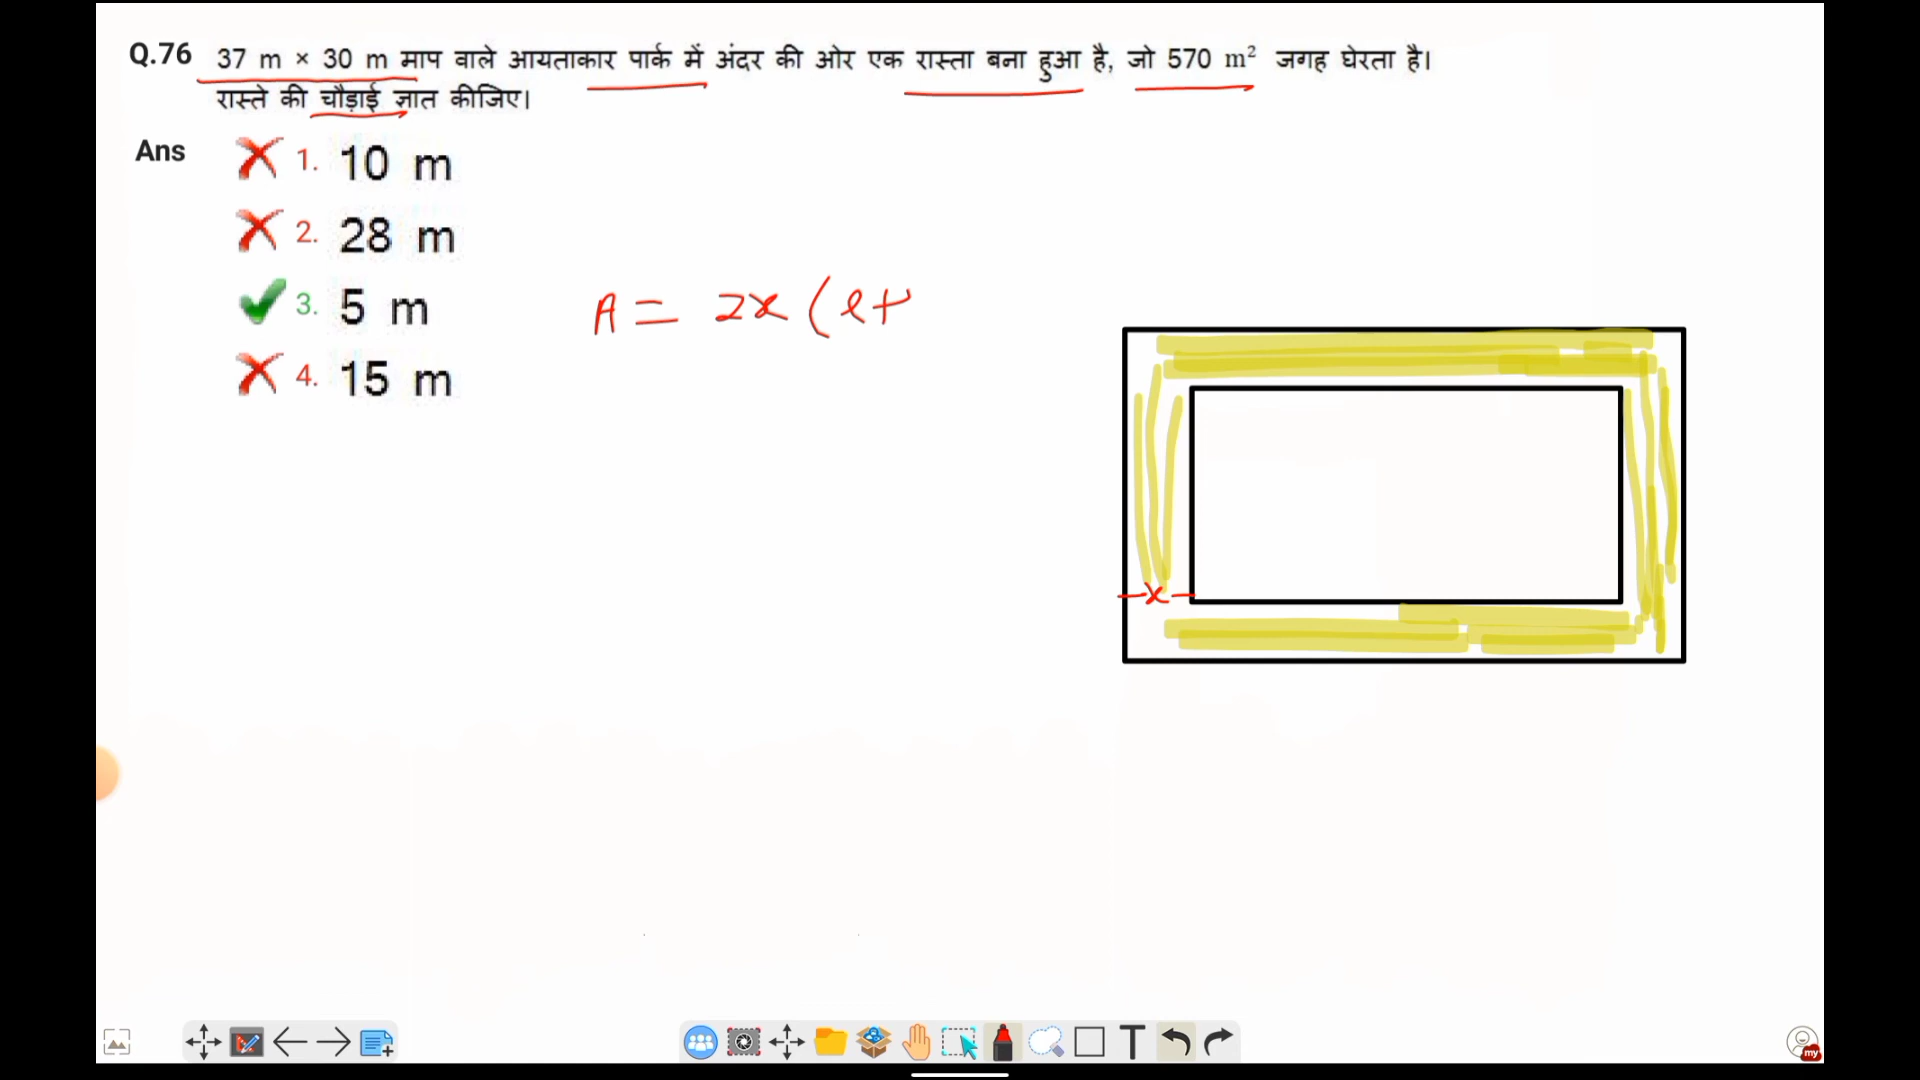 Q.76 37 m × 30 m माप वाले आयताकार पार्क में अंदर की ओर एक रास्ता बना हुआ है, जो 570 m² जगह घेरता है।
रास्ते की चौड़ाई ज्ञात कीजिए।
Ans
1. 10 m
2. 28 m
3. 5 m
4. 15 m
A = 2x (l+
x
T
my